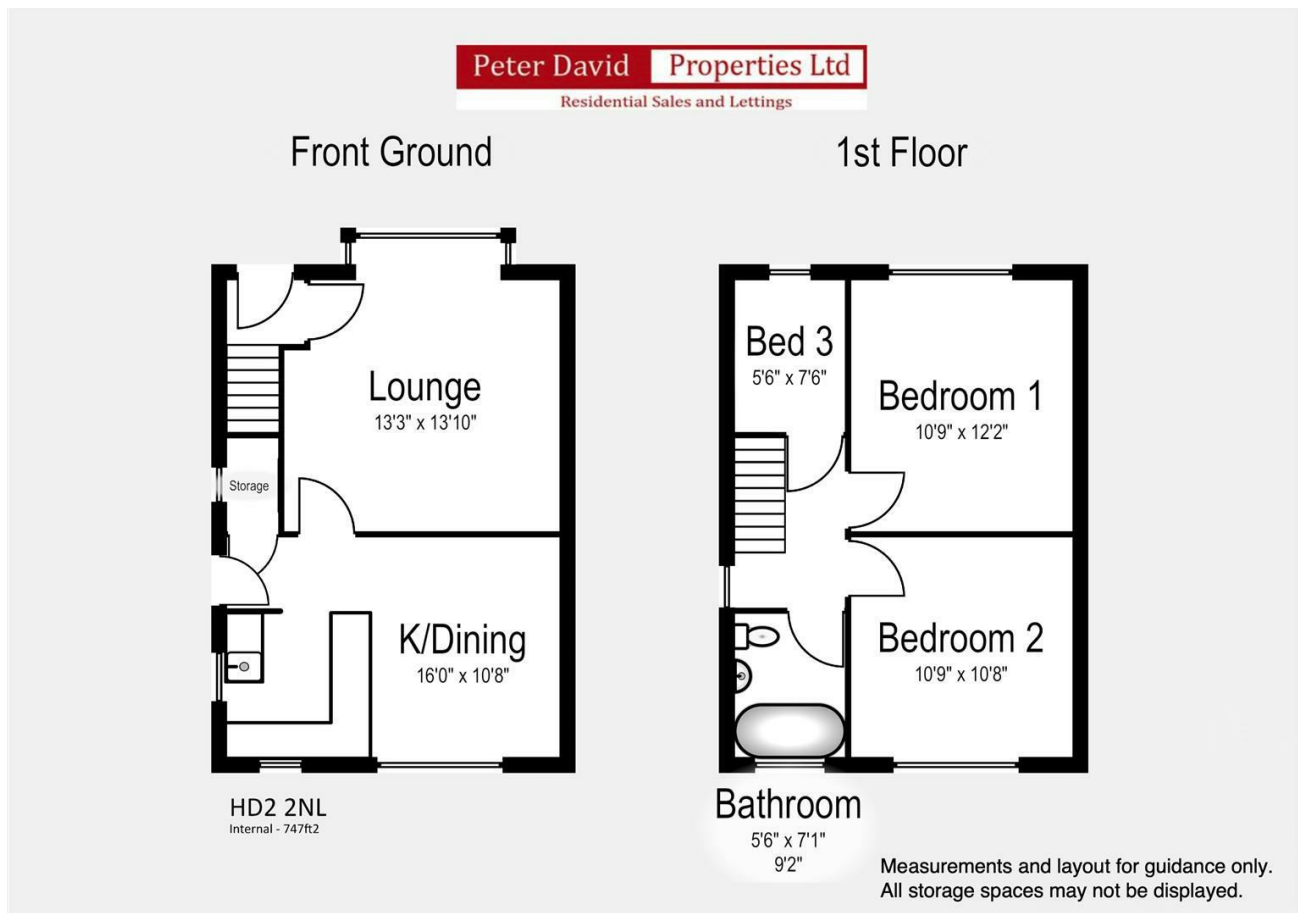 Peter David Properties Ltd
Residential Sales and Lettings
Front Ground
1st Floor
Lounge
13'3" x 13'10"
Storage
K/Dining
16'0" x 10'8"
Bed 3
5'6" x 7'6"
Bedroom 1
10'9" x 12'2"
Bedroom 2
10'9" x 10'8"
Bathroom
5'6" x 7'1"
9'2"
HD2 2NL
Internal - 747ft2
Measurements and layout for guidance only.
All storage spaces may not be displayed.